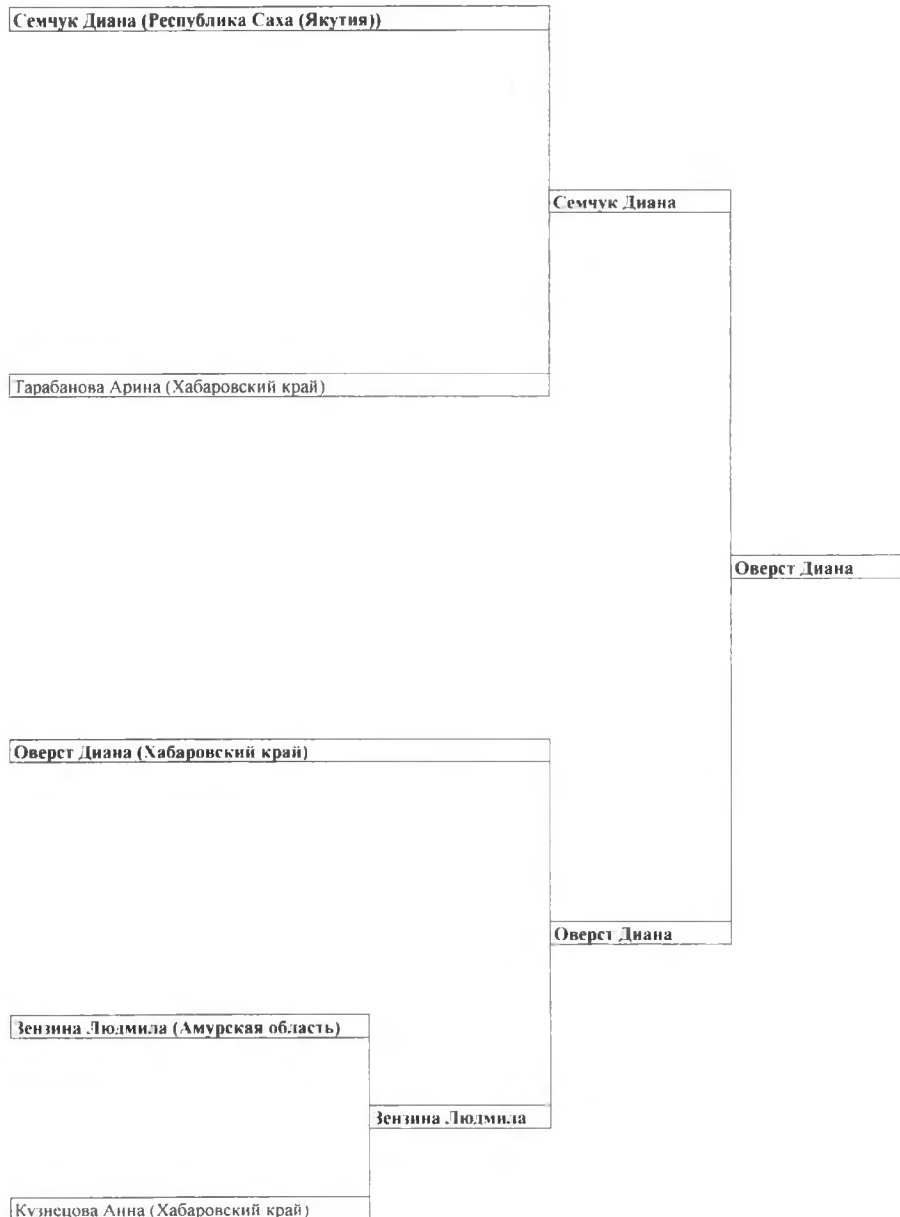 Семчук Диана (Республика Саха (Якутия))
Семчук Диана
Тарабанова Арина (Хабаровский край)
Оверст Диана
Оверст Диана (Хабаровский край)
Оверст Диана
Зензина Людмила (Амурская область)
Зензина Людмила
Кузнецова Анна (Хабаровский край)